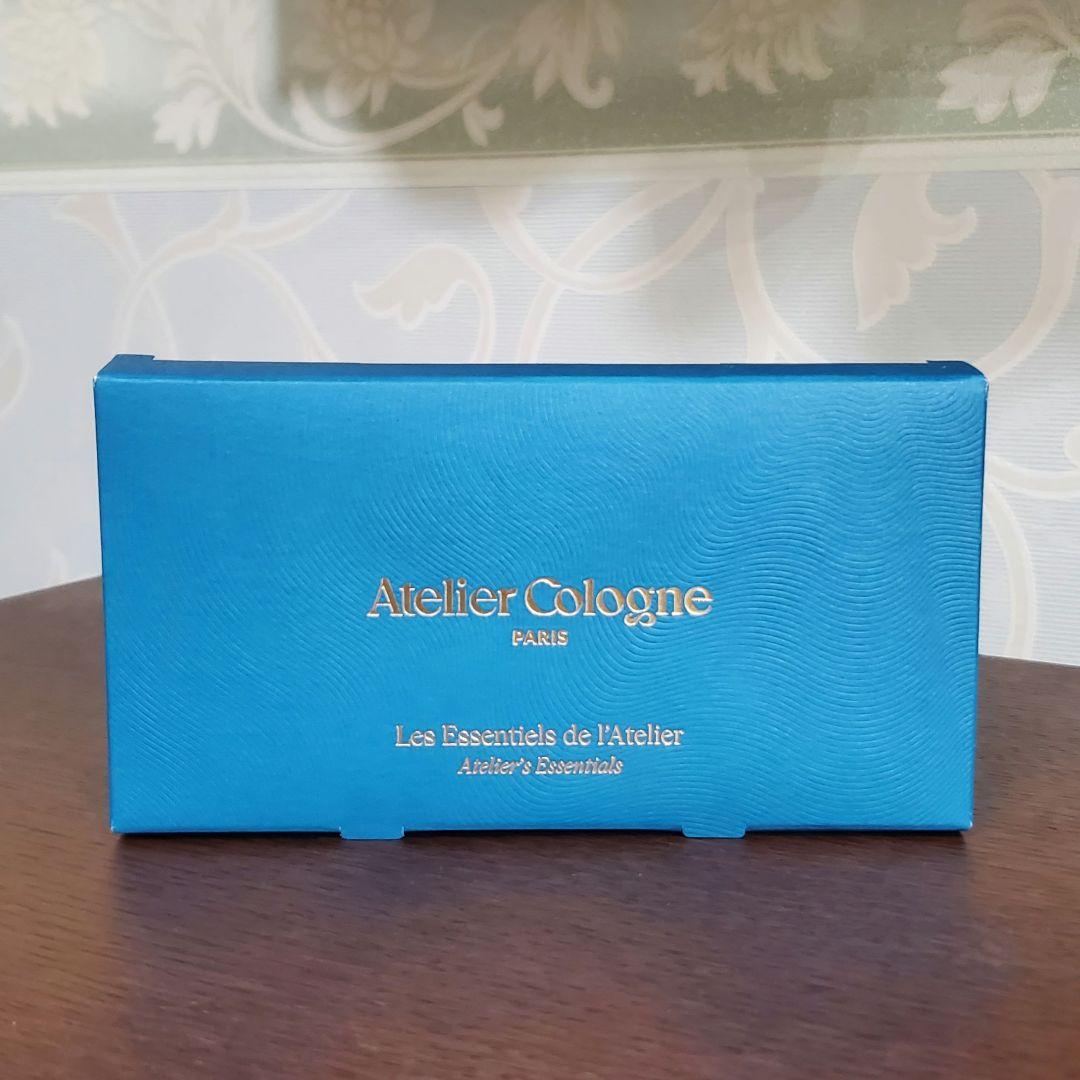 Atelier Cologne
PARIS
Les Essentiels de l'Atelier
Atelier's Essentials